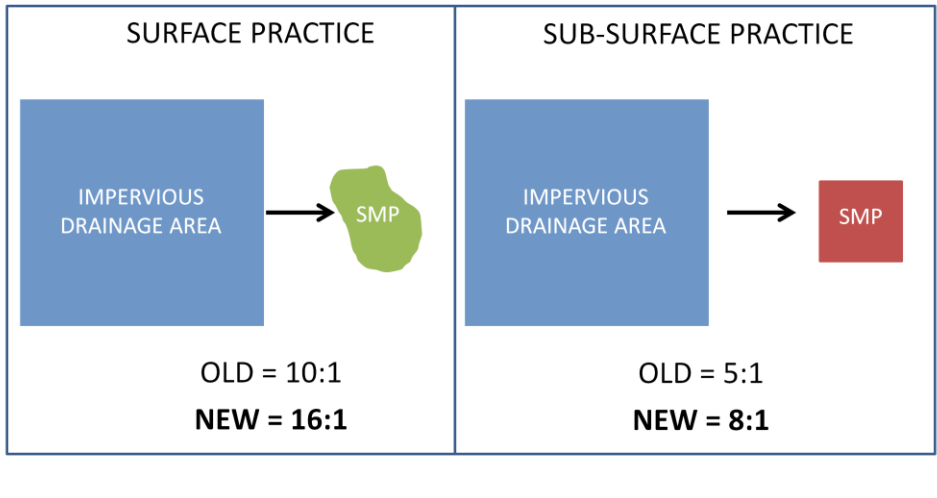 SURFACE PRACTICE
IMPERVIOUS
DRAINAGE AREA
SMP
OLD = 10:1
NEW = 16:1
SUB-SURFACE PRACTICE
IMPERVIOUS
DRAINAGE AREA
SMP
OLD = 5:1
NEW = 8:1